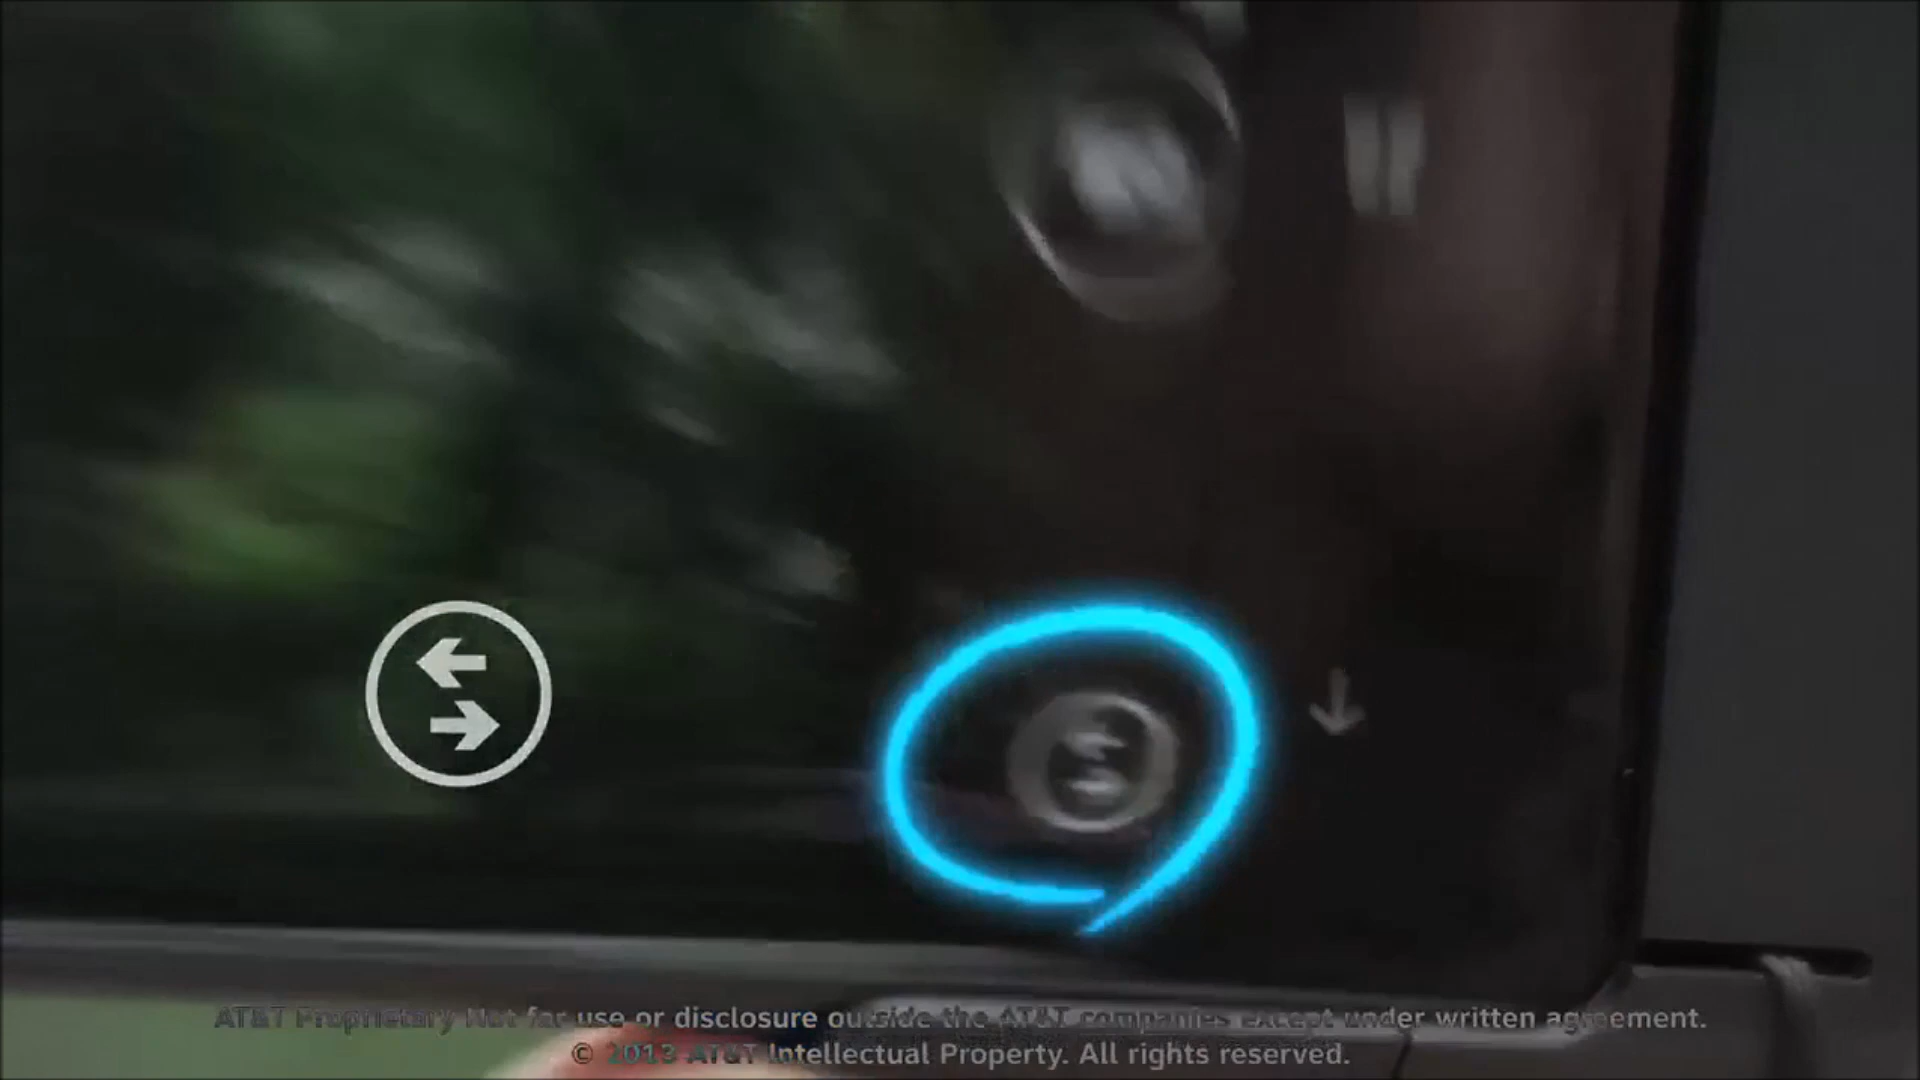 AT&T Proprietary Not for use or disclosure outside the AT&T companies except under written agreement.
© 2013 AT&T Intellectual Property. All rights reserved.